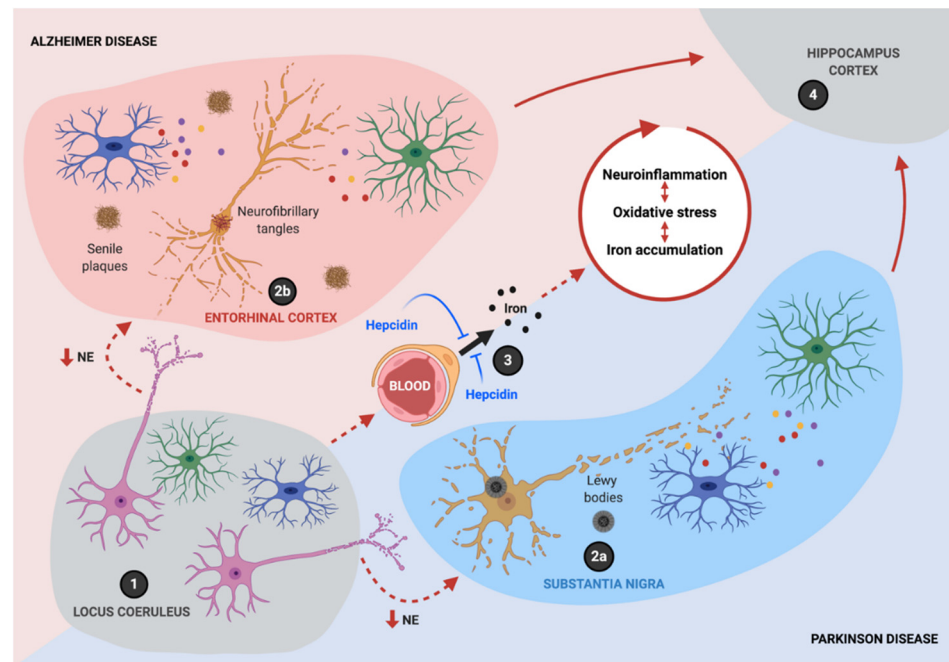 ALZHEIMER DISEASE
HIPPOCAMPUS
CORTEX
4
Neuroinflammation
Oxidative stress
Iron accumulation
Neurofibrillary
tangles
Senile
plaques
2b
ENTORHINAL CORTEX
Hepcidin
Iron
3
NE
BLOOD
Hepcidin
Lewy
bodies
2a
SUBSTANTIA NIGRA
1
LOCUS COERULEUS
NE
PARKINSON DISEASE